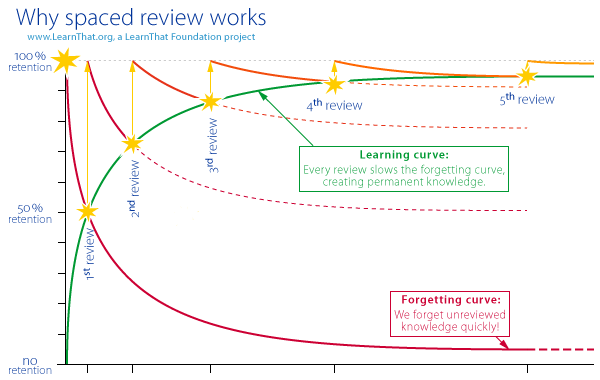 Why spaced review works
www.LearnThat.org, a LearnThat Foundation project
100%
retention
4th review
5th review
3rd review
Learning curve:
Every review slows the forgetting curve,
creating permanent knowledge.
2nd review
50%
retention
1st review
Forgetting curve:
We forget unreviewed
knowledge quickly!
no
retention